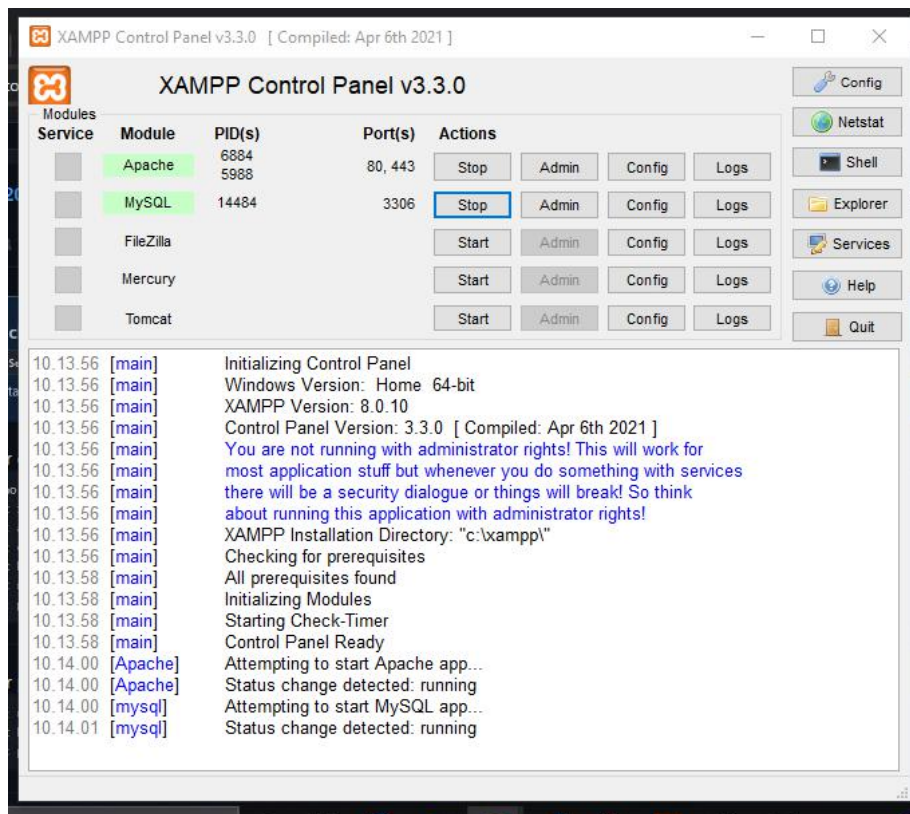 XAMPP Control Panel v3.3.0 [ Compiled: Apr 6th 2021 ]
XAMPP Control Panel v3.3.0
Config
Modules
Service Module PID(s) Port(s) Actions
Netstat
Apache 6884 5988 80, 443 Stop Admin Config Logs
Shell
MySQL 14484 3306 Stop Admin Config Logs
Explorer
FileZilla Start Admin Config Logs
Services
Mercury Start Admin Config Logs
Help
Tomcat Start Admin Config Logs
Quit
10.13.56 [main] Initializing Control Panel
10.13.56 [main] Windows Version: Home 64-bit
10.13.56 [main] XAMPP Version: 8.0.10
10.13.56 [main] Control Panel Version: 3.3.0 [ Compiled: Apr 6th 2021 ]
10.13.56 [main] You are not running with administrator rights! This will work for
10.13.56 [main] most application stuff but whenever you do something with services
10.13.56 [main] there will be a security dialogue or things will break! So think
10.13.56 [main] about running this application with administrator rights!
10.13.56 [main] XAMPP Installation Directory: "c:\xampp\"
10.13.56 [main] Checking for prerequisites
10.13.58 [main] All prerequisites found
10.13.58 [main] Initializing Modules
10.13.58 [main] Starting Check-Timer
10.13.58 [main] Control Panel Ready
10.14.00 [Apache] Attempting to start Apache app...
10.14.00 [Apache] Status change detected: running
10.14.00 [mysql] Attempting to start MySQL app...
10.14.01 [mysql] Status change detected: running